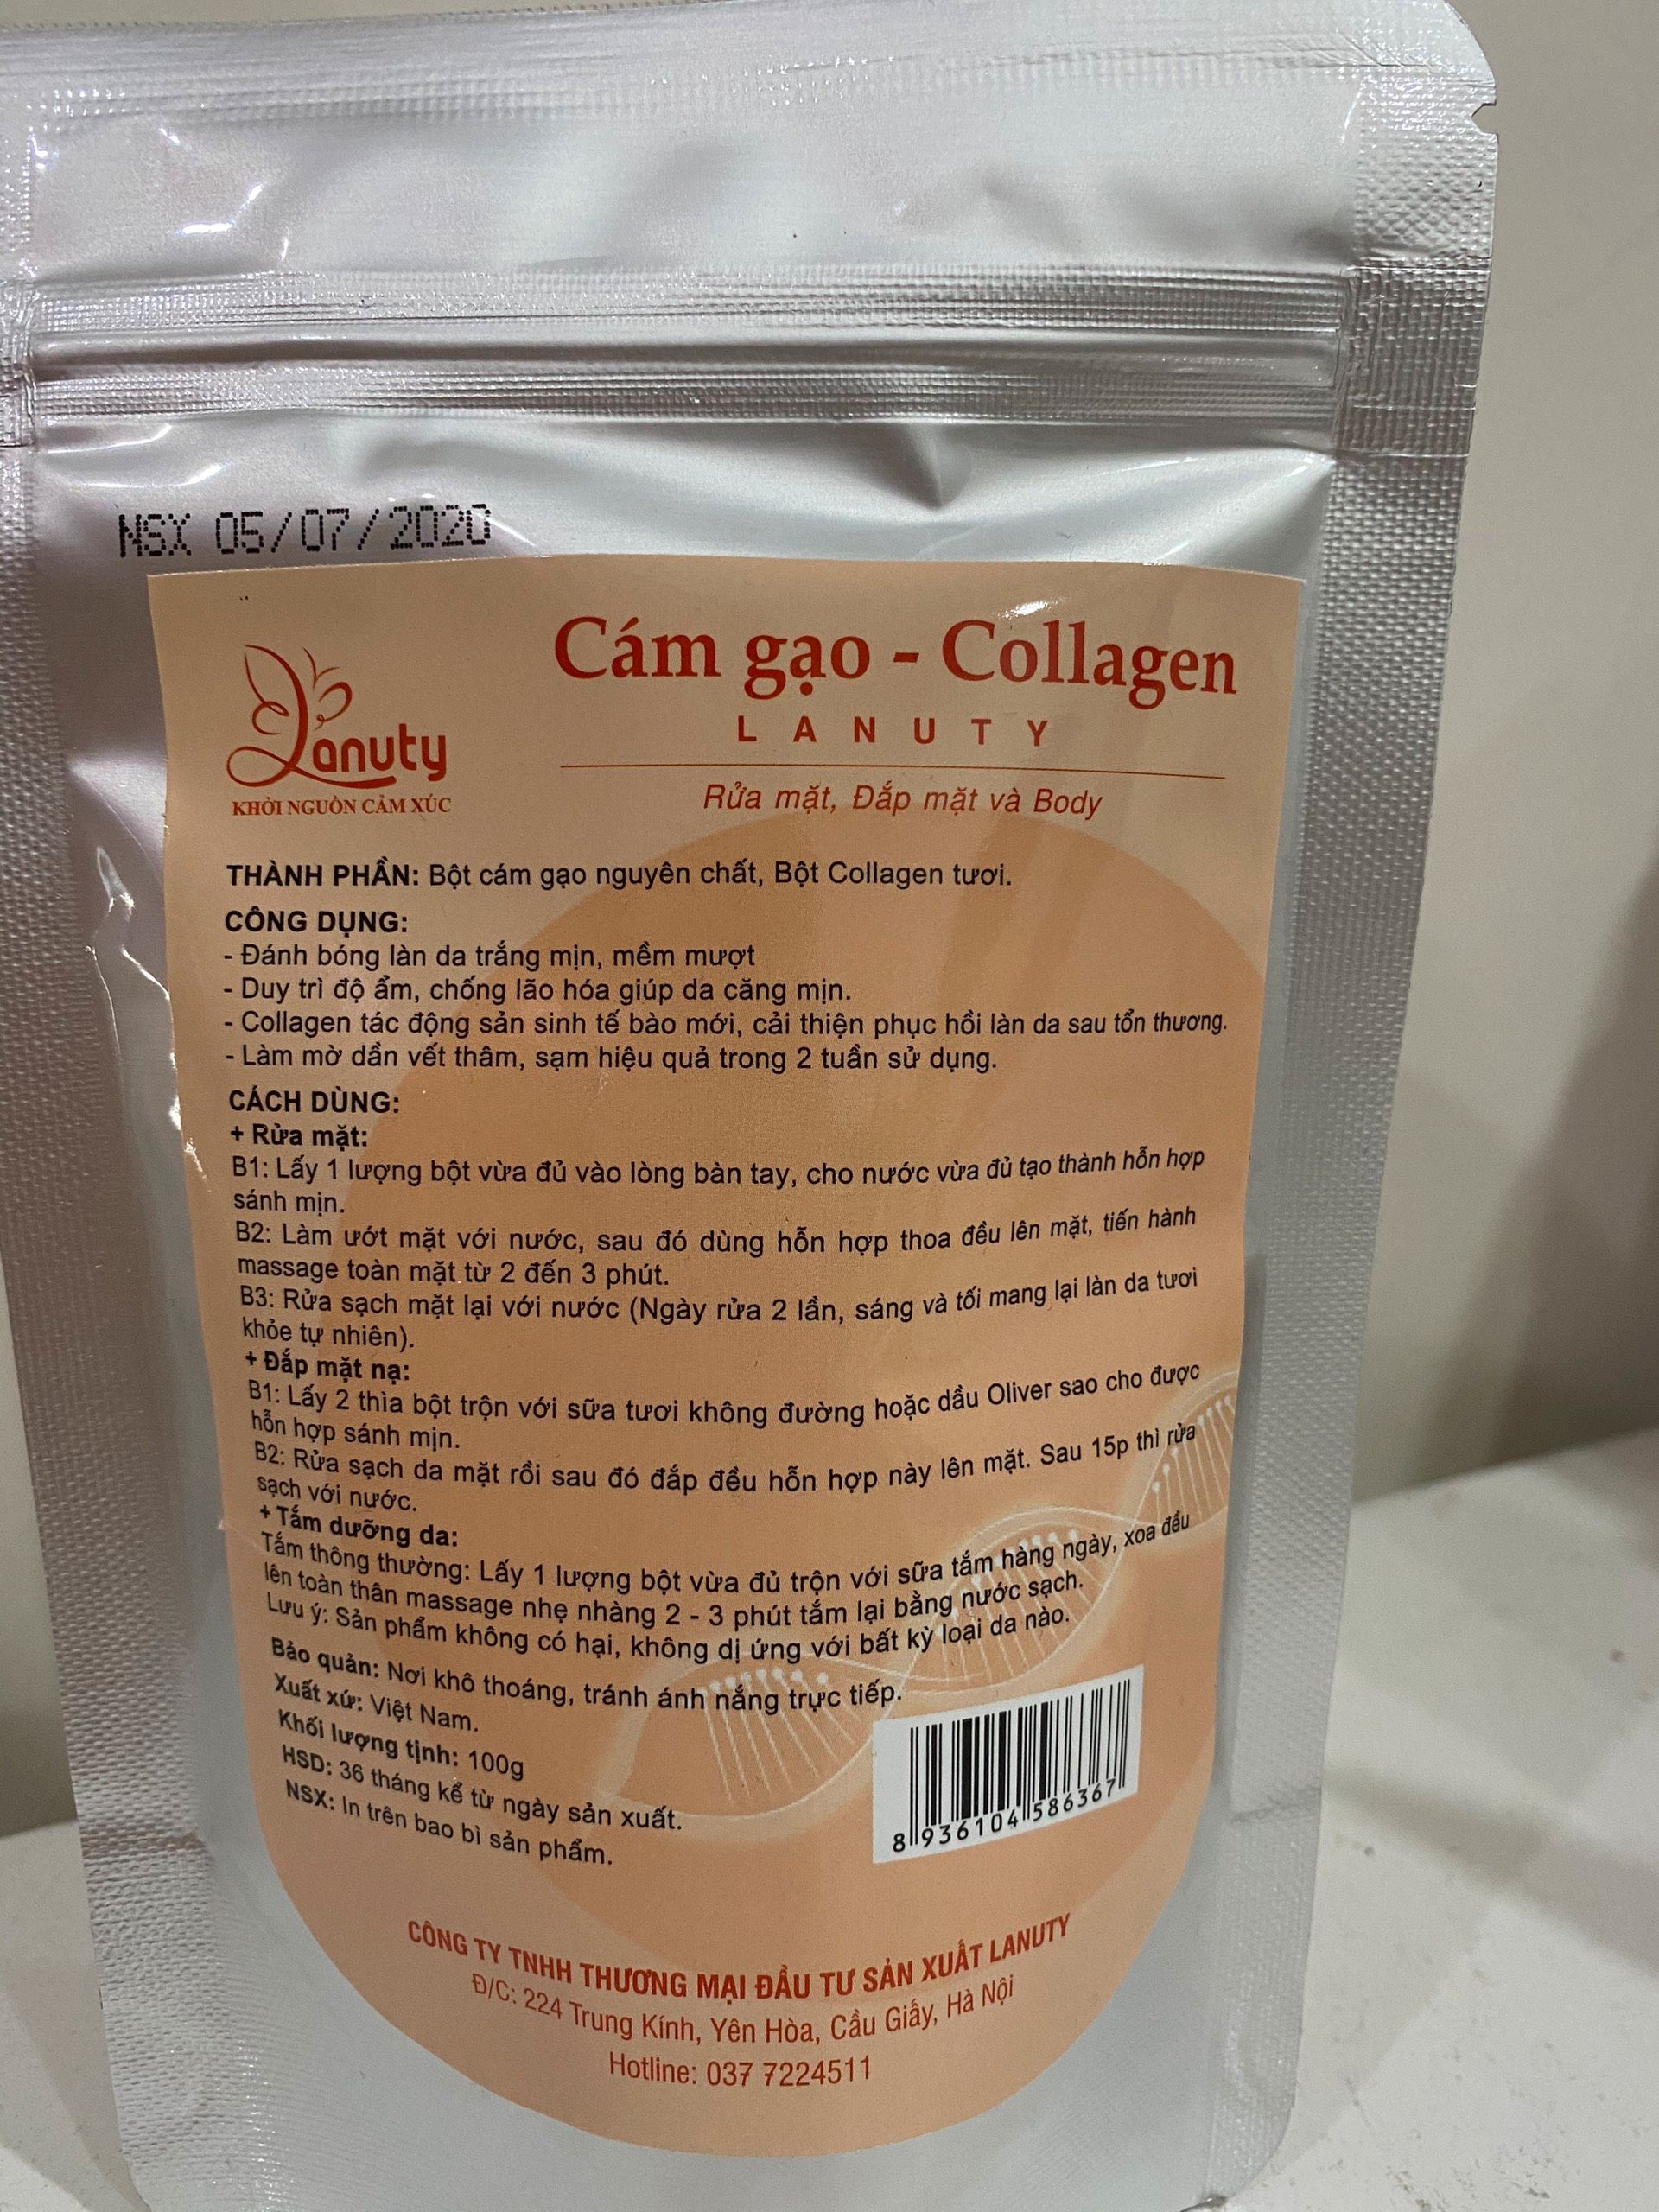 NSX 05/07/2020
Lanuty
KHỞI NGUỒN CẢM XÚC
Cám gạo - Collagen
LANUTY
Rửa mặt, Đắp mặt và Body
THÀNH PHẦN: Bột cám gạo nguyên chất, Bột Collagen tươi.
CÔNG DỤNG:
- Đánh bóng làn da trắng mịn, mềm mượt
- Duy trì độ ẩm, chống lão hóa giúp da căng mịn.
- Collagen tác động sản sinh tế bào mới, cải thiện phục hồi làn da sau tổn thương.
- Làm mờ dần vết thâm, sạm hiệu quả trong 2 tuần sử dụng.
CÁCH DÙNG:
+ Rửa mặt:
B1: Lấy 1 lượng bột vừa đủ vào lòng bàn tay, cho nước vừa đủ tạo thành hỗn hợp
sánh mịn.
B2: Làm ướt mặt với nước, sau đó dùng hỗn hợp thoa đều lên mặt, tiến hành
massage toàn mặt từ 2 đến 3 phút.
B3: Rửa sạch mặt lại với nước (Ngày rửa 2 lần, sáng và tối mang lại làn da tươi
khỏe tự nhiên).
+ Đắp mặt nạ:
B1: Lấy 2 thìa bột trộn với sữa tươi không đường hoặc dầu Oliver sao cho được
hỗn hợp sánh mịn.
B2: Rửa sạch da mặt rồi sau đó đắp đều hỗn hợp này lên mặt. Sau 15p thì rửa
sạch với nước.
+ Tắm dưỡng da:
Tắm thông thường: Lấy 1 lượng bột vừa đủ trộn với sữa tắm hàng ngày, xoa đều
lên toàn thân massage nhẹ nhàng 2 - 3 phút tắm lại bằng nước sạch.
Lưu ý: Sản phẩm không có hại, không dị ứng với bất kỳ loại da nào.
Bảo quản: Nơi khô thoáng, tránh ánh nắng trực tiếp.
Xuất xứ: Việt Nam.
Khối lượng tịnh: 100g
HSD: 36 tháng kể từ ngày sản xuất.
NSX: In trên bao bì sản phẩm.
8 936104 586367
CÔNG TY TNHH THƯƠNG MẠI ĐẦU TƯ SẢN XUẤT LANUTY
Đ/C: 224 Trung Kính, Yên Hòa, Cầu Giấy, Hà Nội
Hotline: 037 7224511